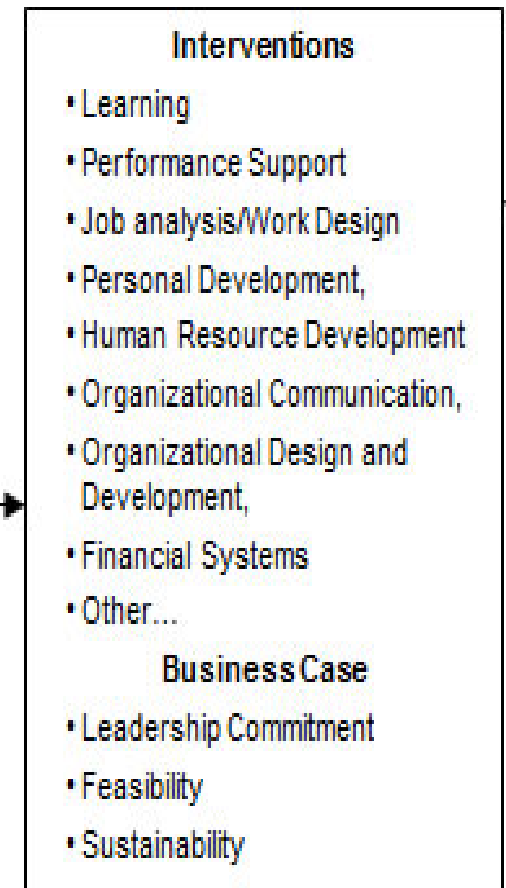 Interventions
• Learning
• Performance Support
• Job analysis/Work Design
• Personal Development,
• Human Resource Development
• Organizational Communication,
• Organizational Design and
Development,
• Financial Systems
• Other...
Business Case
• Leadership Commitment
• Feasibility
• Sustainability